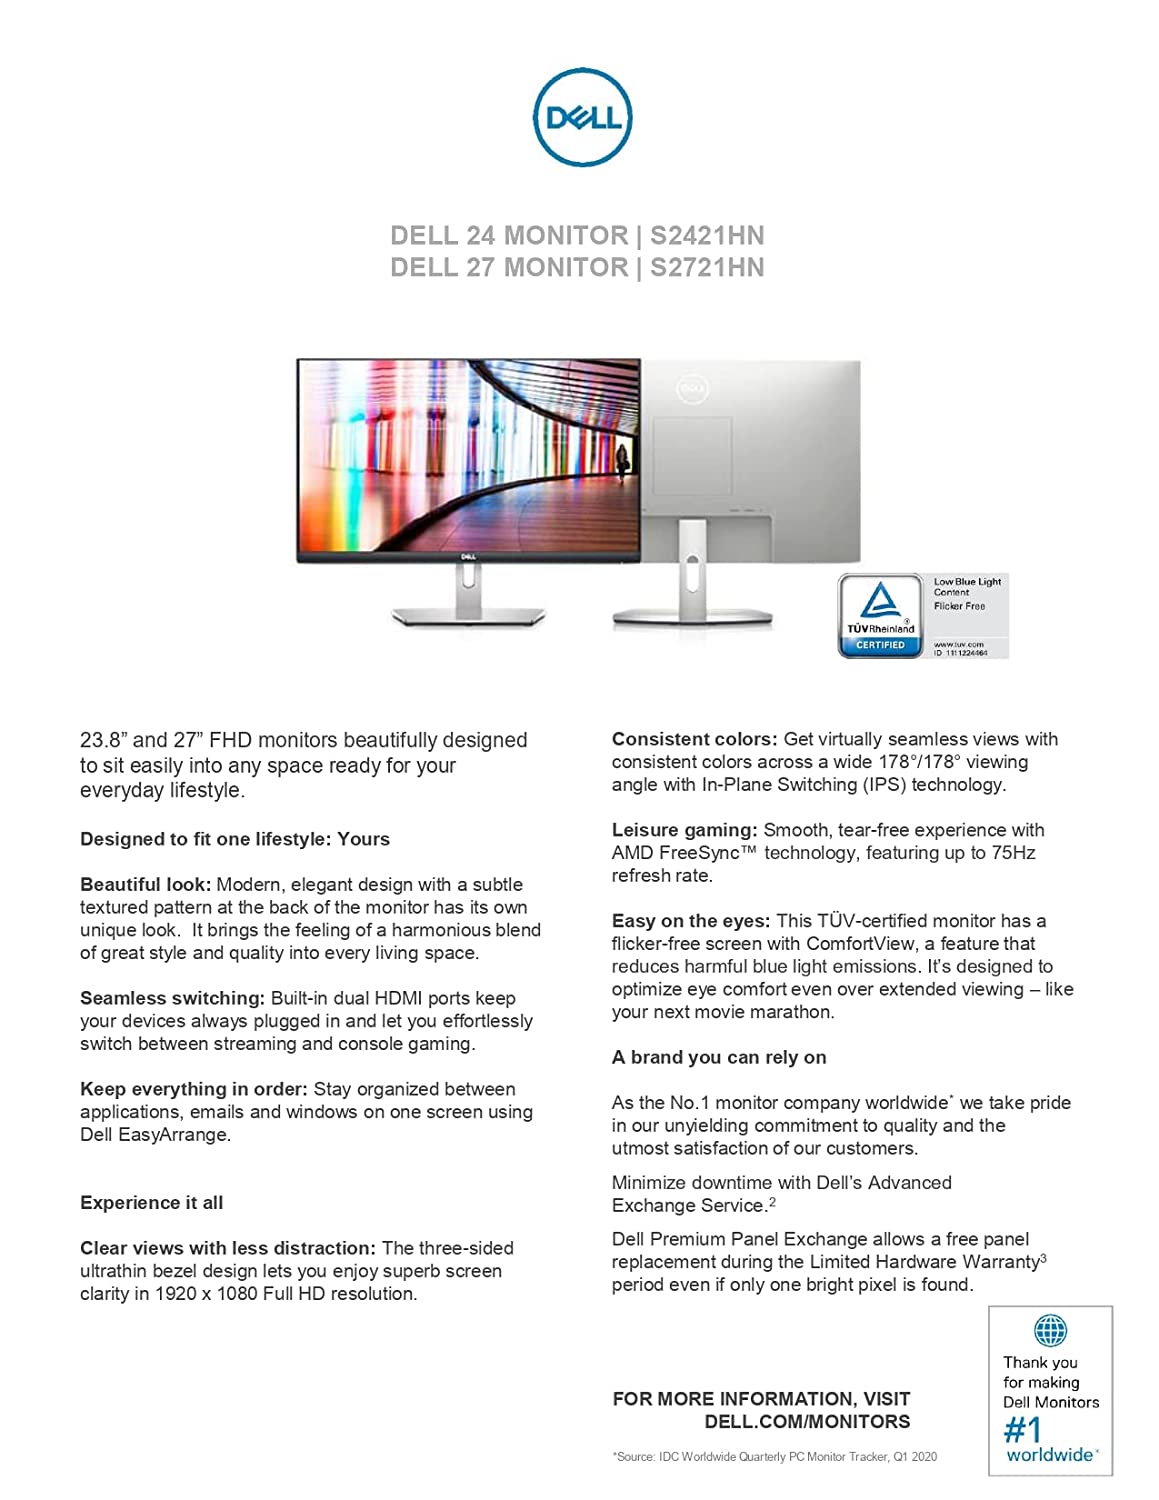 DELL
DELL 24 MONITOR | S2421HN
DELL 27 MONITOR | S2721HN
DELL
DELL
Low Blue Light
Content
Flicker Free
TÜVRheinland
®
CERTIFIED
www.tuv.com
ID 1111224464
23.8” and 27” FHD monitors beautifully designed
to sit easily into any space ready for your
everyday lifestyle.
Designed to fit one lifestyle: Yours
Beautiful look: Modern, elegant design with a subtle
textured pattern at the back of the monitor has its own
unique look.  It brings the feeling of a harmonious blend
of great style and quality into every living space.
Seamless switching: Built-in dual HDMI ports keep
your devices always plugged in and let you effortlessly
switch between streaming and console gaming.
Keep everything in order: Stay organized between
applications, emails and windows on one screen using
Dell EasyArrange.
Experience it all
Clear views with less distraction: The three-sided
ultrathin bezel design lets you enjoy superb screen
clarity in 1920 x 1080 Full HD resolution.
Consistent colors: Get virtually seamless views with
consistent colors across a wide 178°/178° viewing
angle with In-Plane Switching (IPS) technology.
Leisure gaming: Smooth, tear-free experience with
AMD FreeSync™ technology, featuring up to 75Hz
refresh rate.
Easy on the eyes: This TÜV-certified monitor has a
flicker-free screen with ComfortView, a feature that
reduces harmful blue light emissions. It’s designed to
optimize eye comfort even over extended viewing – like
your next movie marathon.
A brand you can rely on
As the No.1 monitor company worldwide* we take pride
in our unyielding commitment to quality and the
utmost satisfaction of our customers.
Minimize downtime with Dell’s Advanced
Exchange Service.²
Dell Premium Panel Exchange allows a free panel
replacement during the Limited Hardware Warranty³
period even if only one bright pixel is found.
FOR MORE INFORMATION, VISIT
DELL.COM/MONITORS
*Source: IDC Worldwide Quarterly PC Monitor Tracker, Q1 2020
Thank you
for making
Dell Monitors
#1
worldwide*